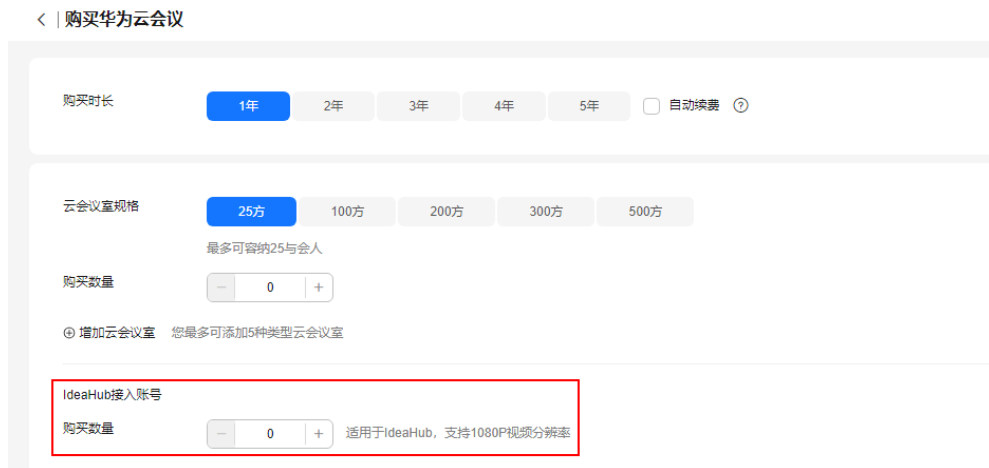 < | 购买华为云会议
购买时长 1年 2年 3年 4年 5年 自动续费 ?
云会议室规格 25方 100方 200方 300方 500方
最多可容纳25与会人
购买数量 － 0 +
⊕ 增加云会议室 您最多可添加5种类型云会议室
IdeaHub接入账号
购买数量 － 0 + 适用于IdeaHub，支持1080P视频分辨率